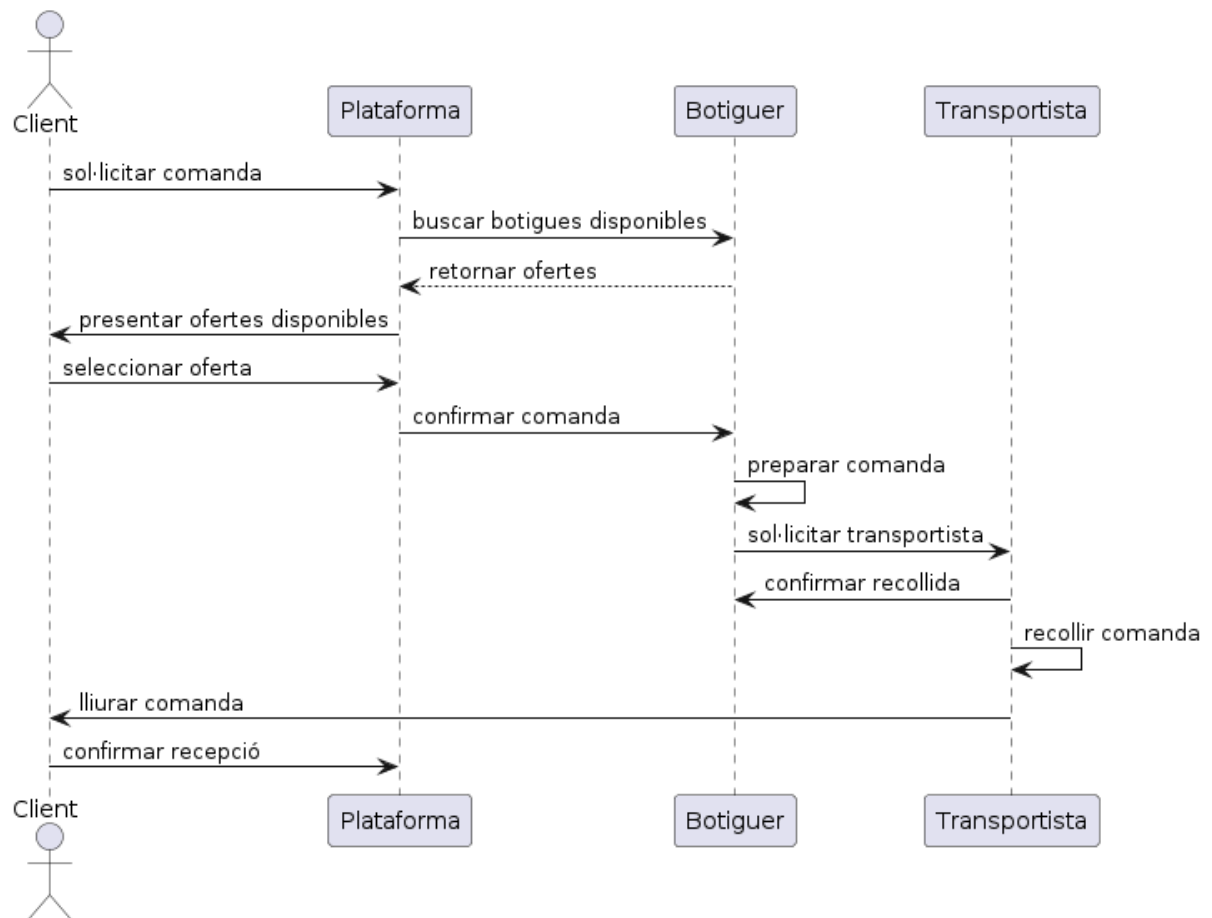 Client
Plataforma
Botiguer
Transportista
sol·licitar comanda
buscar botigues disponibles
retornar ofertes
presentar ofertes disponibles
seleccionar oferta
confirmar comanda
preparar comanda
sol·licitar transportista
confirmar recollida
recollir comanda
lliurar comanda
confirmar recepció
Client
Plataforma
Botiguer
Transportista